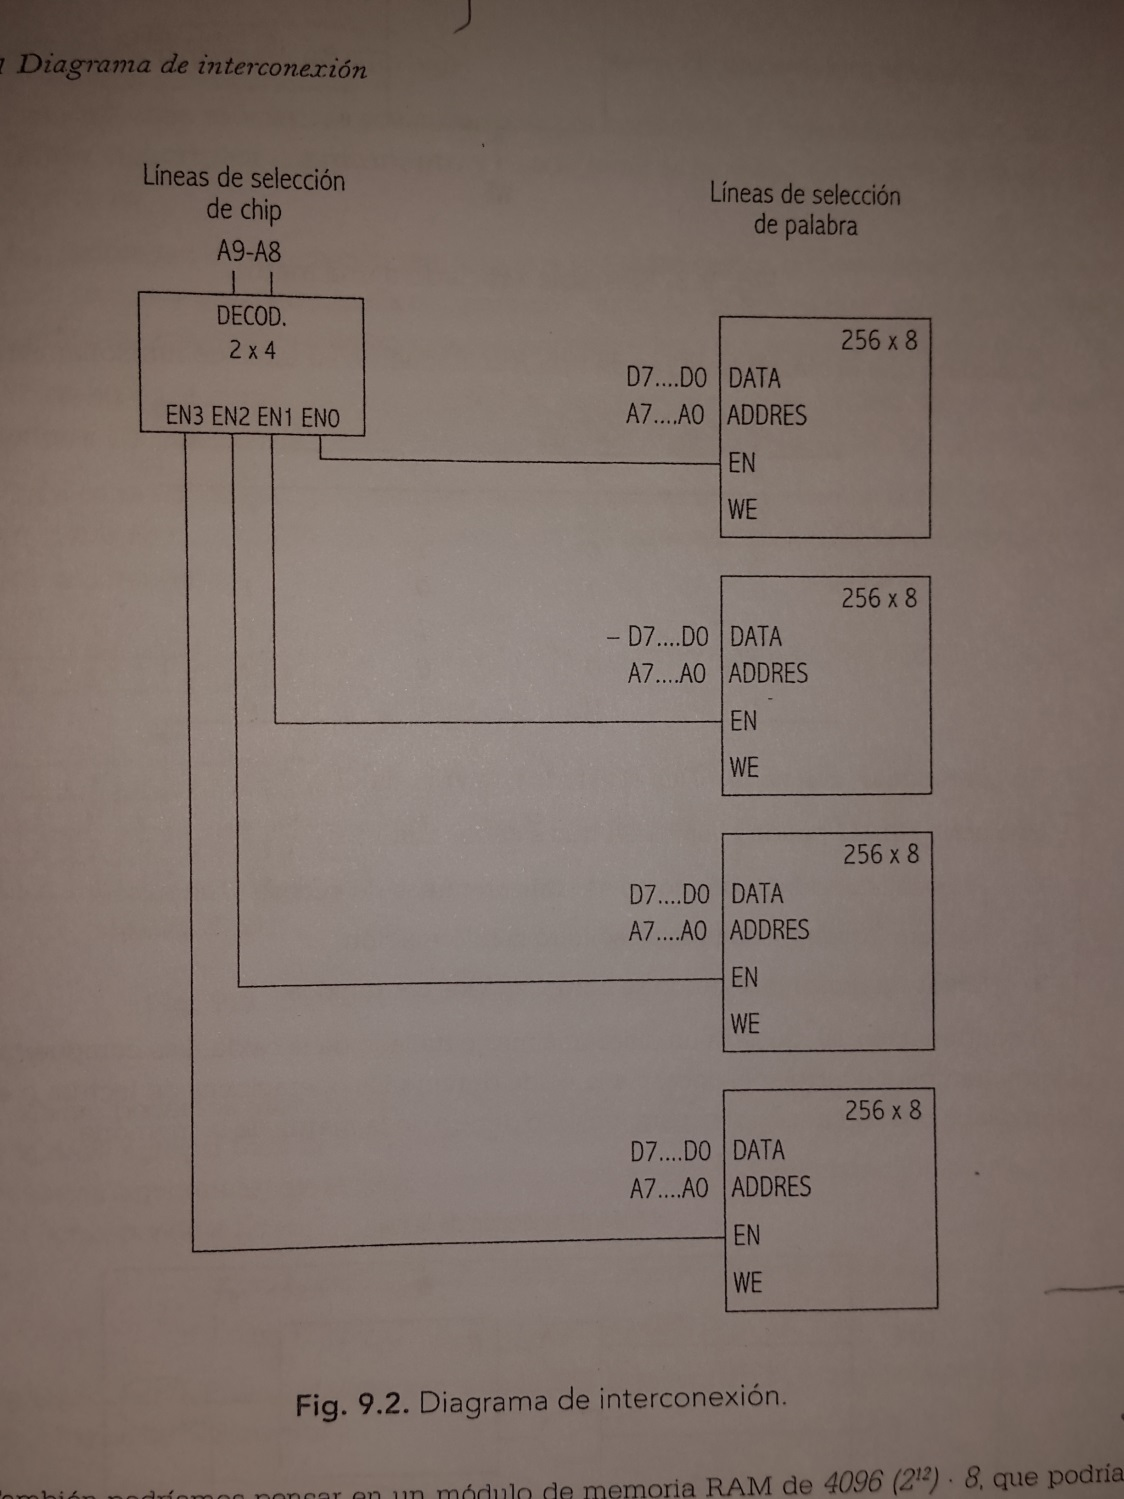 Diagrama de interconexión
Líneas de selección
de chip
A9-A8
DECOD.
2 x 4
EN3 EN2 EN1 EN0
Líneas de selección
de palabra
256 x 8
D7....D0 DATA
A7....A0 ADDRES
EN
WE
256 x 8
– D7....D0 DATA
A7....A0 ADDRES
EN
WE
256 x 8
D7....D0 DATA
A7....A0 ADDRES
EN
WE
256 x 8
D7....D0 DATA
A7....A0 ADDRES
EN
WE
Fig. 9.2. Diagrama de interconexión.
También podríamos pensar en un módulo de memoria RAM de 4096 (2¹²) · 8, que podría